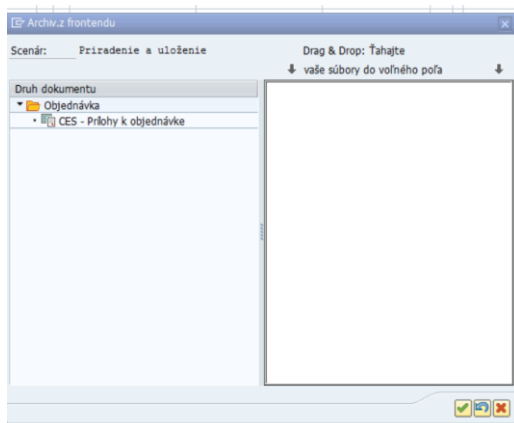 Archiv.z frontendu
Scenár: Priradenie a uloženie
Drag & Drop: Ťahajte
vaše súbory do voľného poľa
Druh dokumentu
Objednávka
CES - Prílohy k objednávke